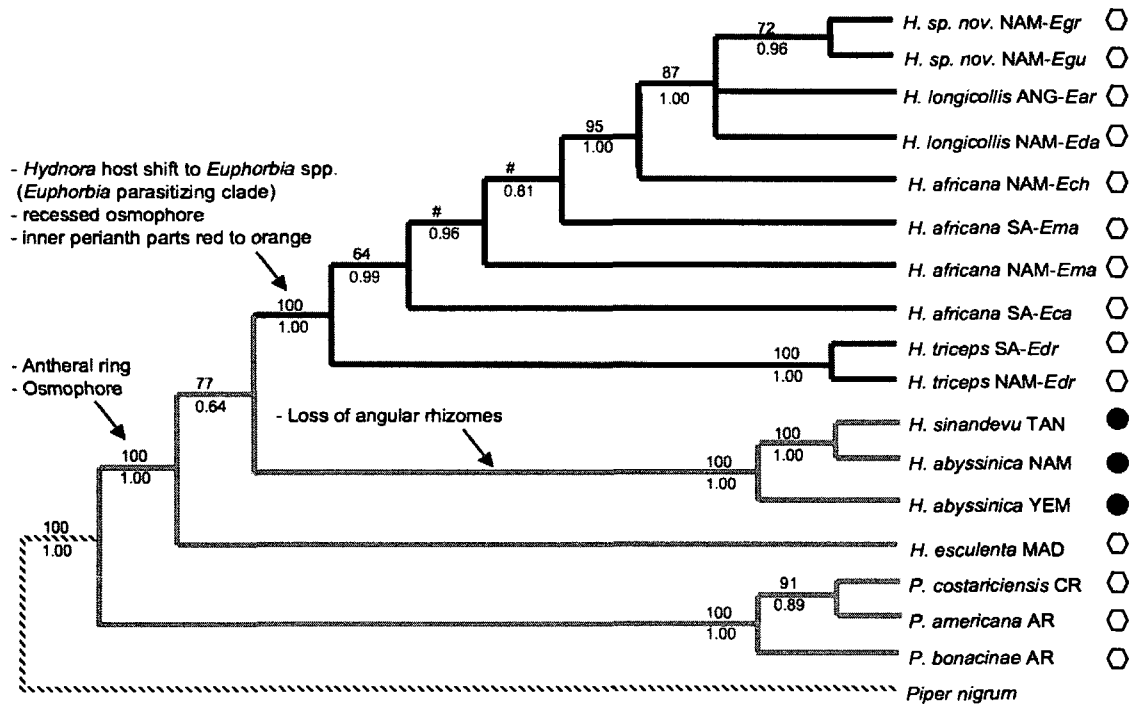 H. sp. nov. NAM-Egr
72
0.96
H. sp. nov. NAM-Egu
87
1.00
H. longicollis ANG-Ear
95
1.00
H. longicollis NAM-Eda
- Hydnora host shift to Euphorbia spp.
(Euphorbia parasitizing clade)
- recessed osmophore
- inner perianth parts red to orange
#
0.81
H. africana NAM-Ech
#
0.96
H. africana SA-Ema
64
0.99
H. africana NAM-Ema
100
1.00
H. africana SA-Eca
100
1.00
H. triceps SA-Edr
H. triceps NAM-Edr
- Antheral ring
- Osmophore
77
0.64
- Loss of angular rhizomes
H. sinandevu TAN
100
1.00
H. abyssinica NAM
100
1.00
100
1.00
H. abyssinica YEM
100
1.00
H. esculenta MAD
91
0.89
P. costariciensis CR
100
1.00
P. americana AR
P. bonacinae AR
Piper nigrum